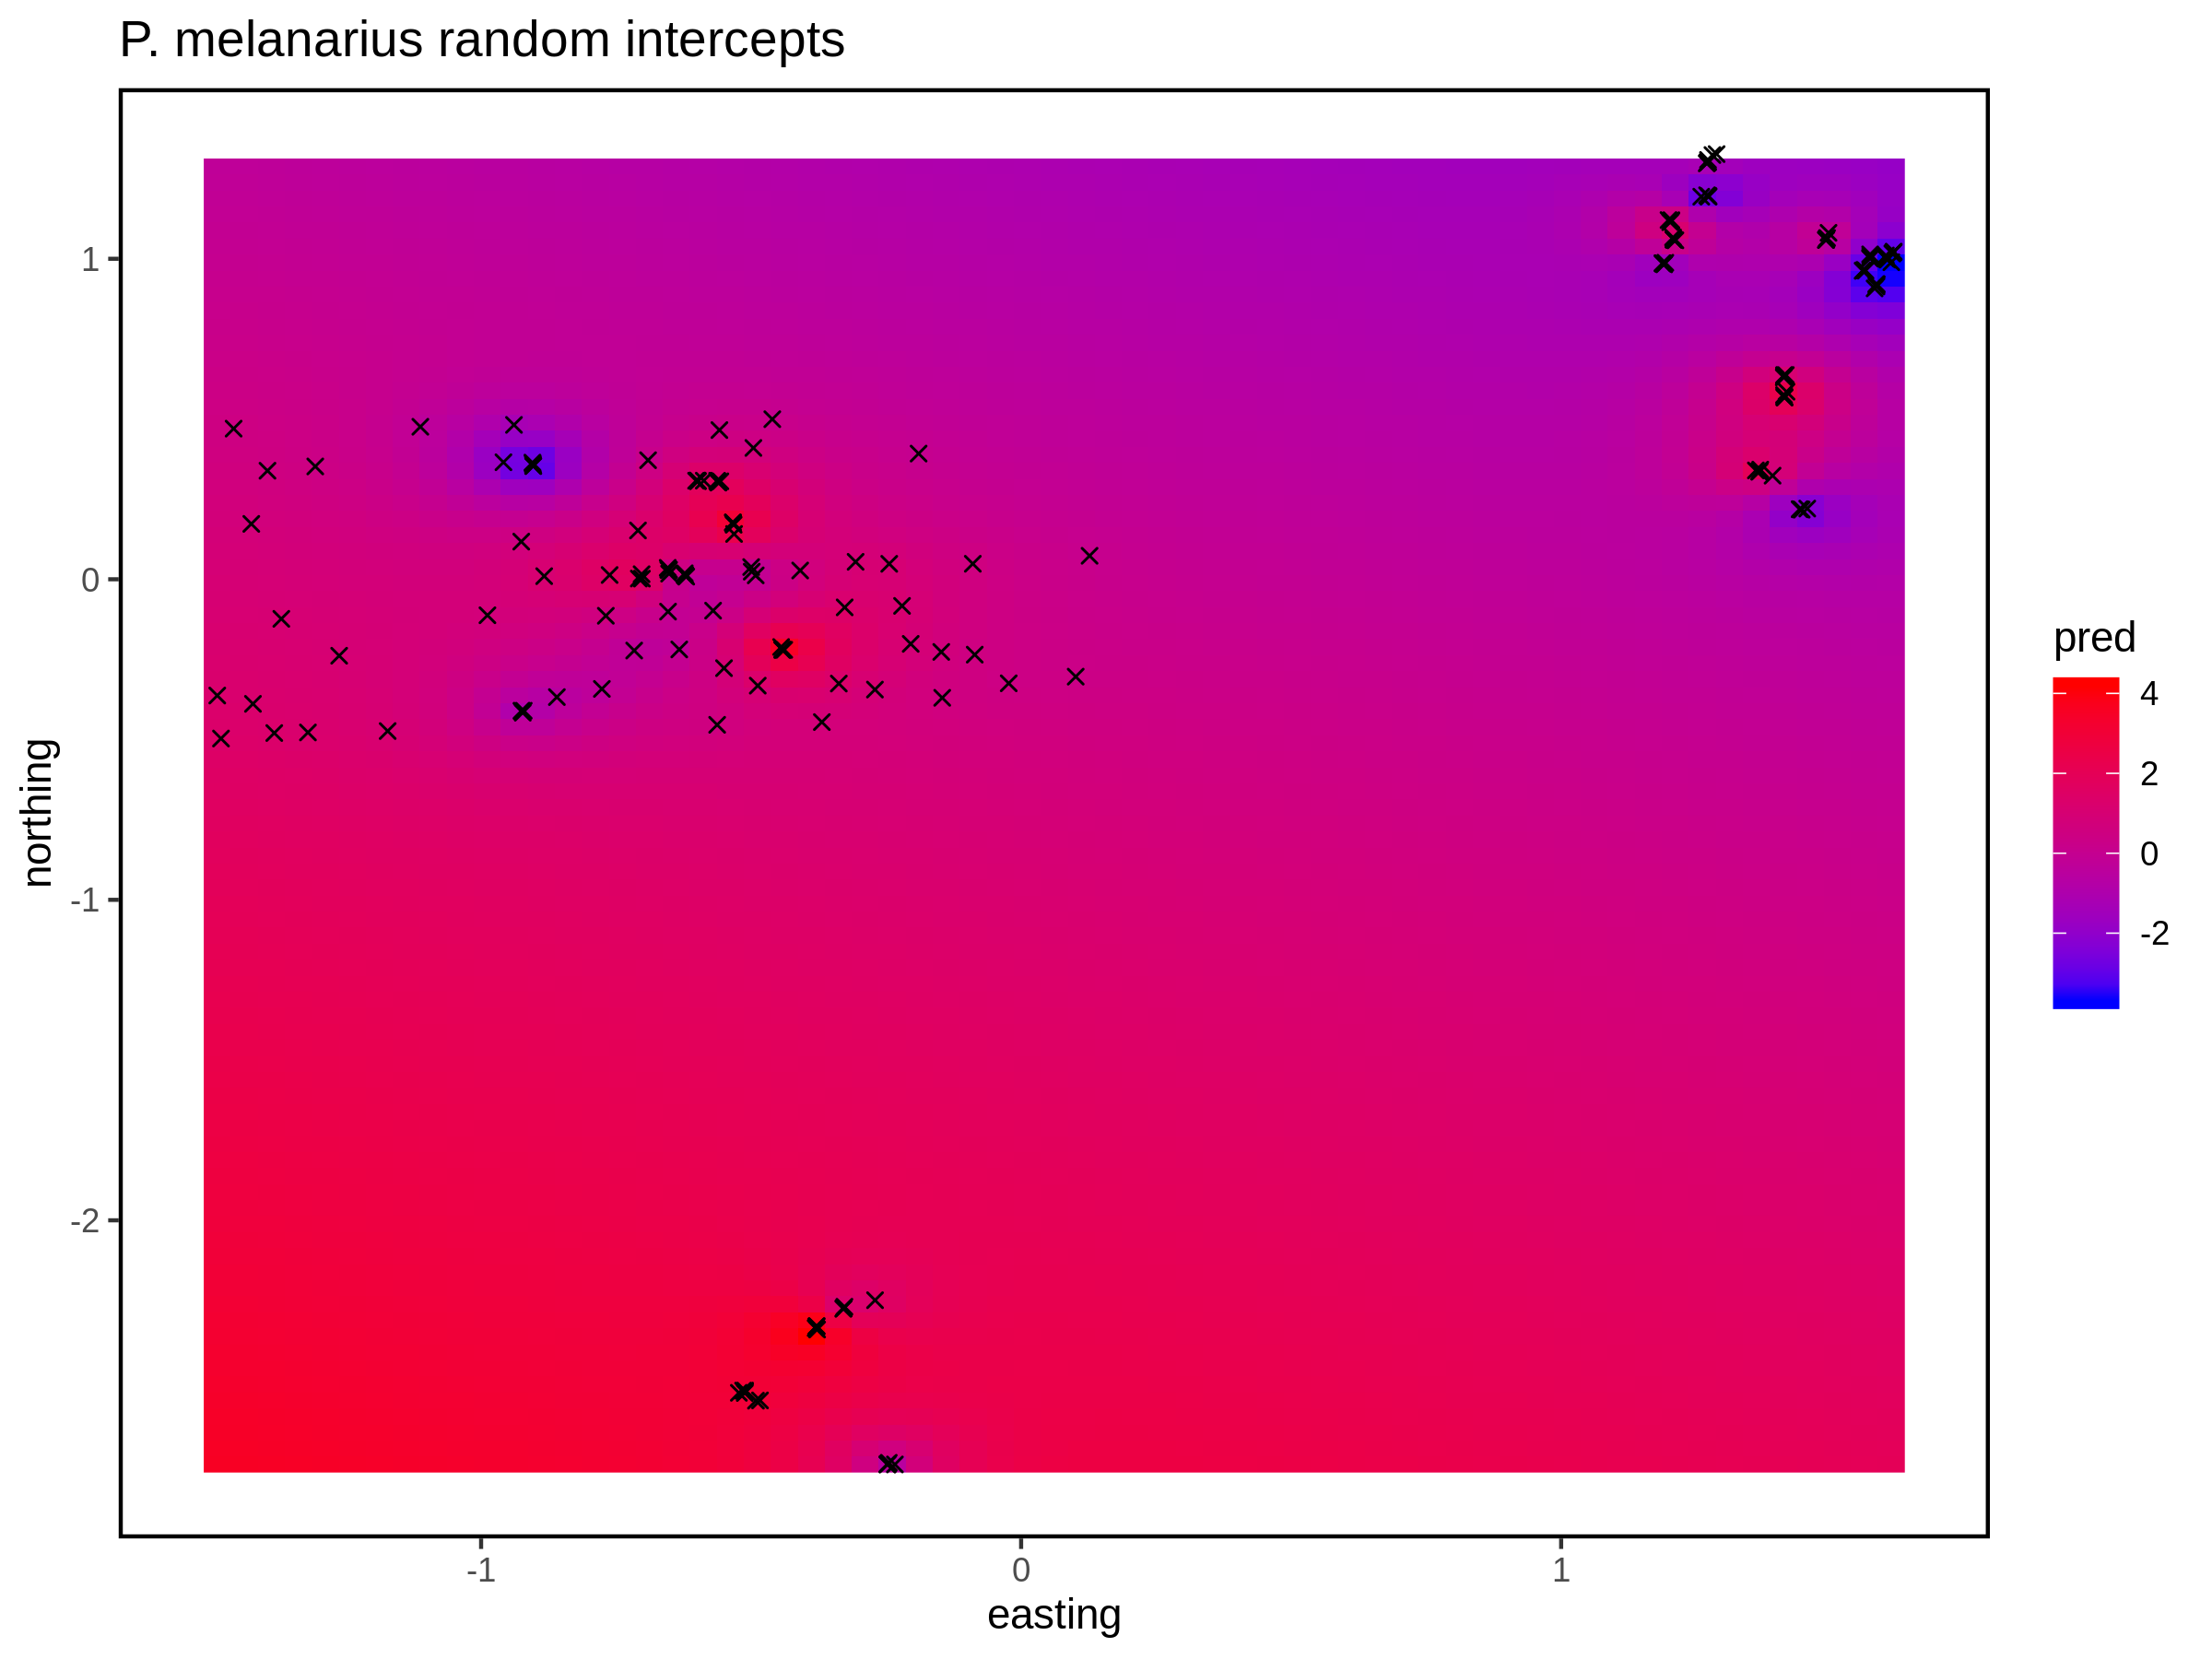 P. melanarius random intercepts
1
0
-1
-2
northing
-1
0
1
easting
pred
4
2
0
-2